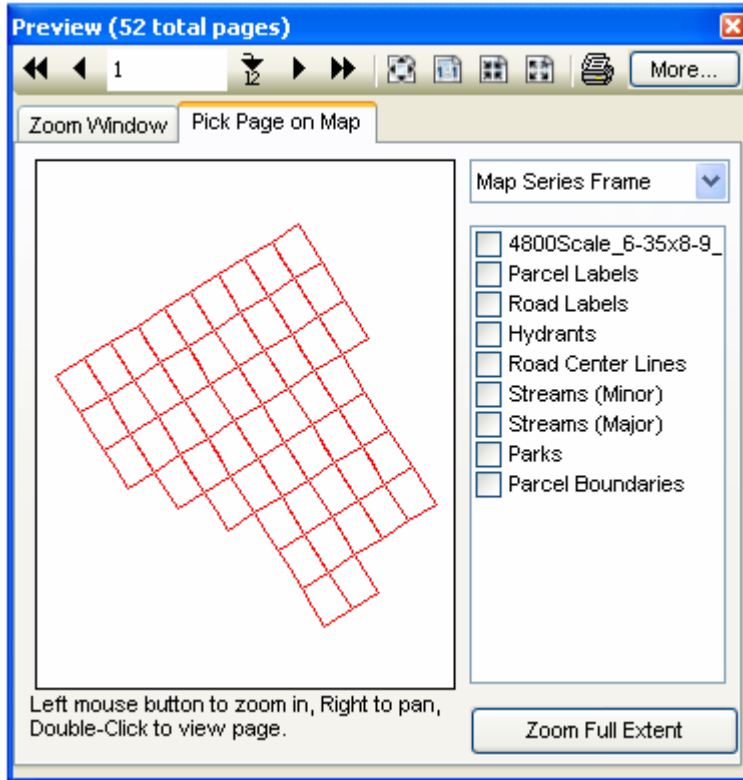 Preview (52 total pages)
1
12
1:1
More...
Zoom Window
Pick Page on Map
Map Series Frame
4800Scale_6-35x8-9_
Parcel Labels
Road Labels
Hydrants
Road Center Lines
Streams (Minor)
Streams (Major)
Parks
Parcel Boundaries
Left mouse button to zoom in, Right to pan,
Double-Click to view page.
Zoom Full Extent